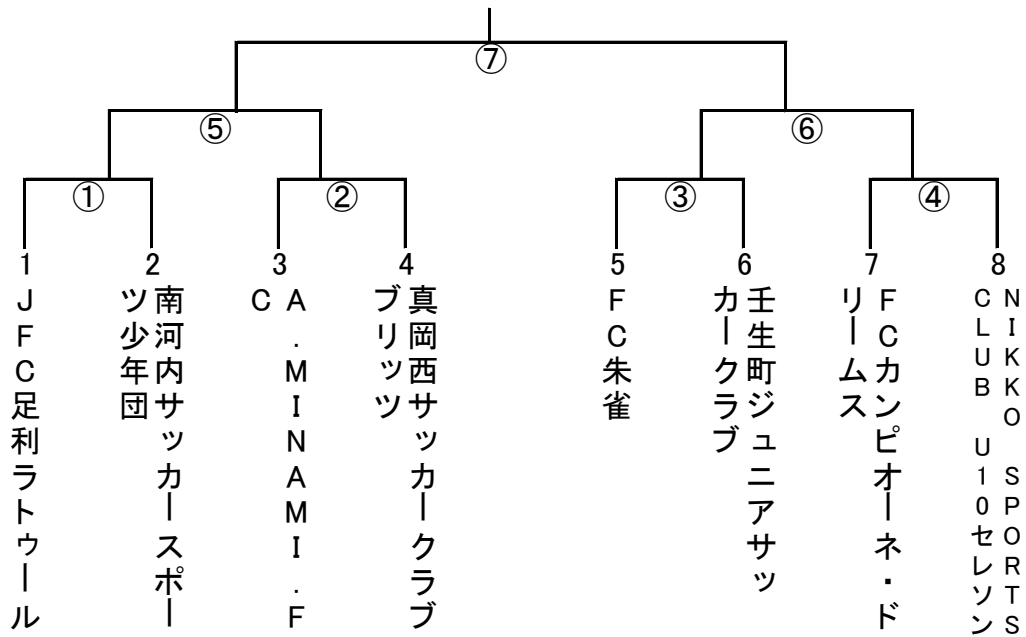 ⑦
⑤
⑥
①
②
③
④
1
2
3
4
5
6
7
8
JFC足利ラトゥール
南河内サッカースポー
ツ少年団
A.MINAMI.F
C
真岡西サッカークラブ
ブリッツ
FC朱雀
壬生町ジュニアサッ
カークラブ
FCカンピオーネ・ド
リームス
NIKKO SPORTS
CLUB U10セレソン